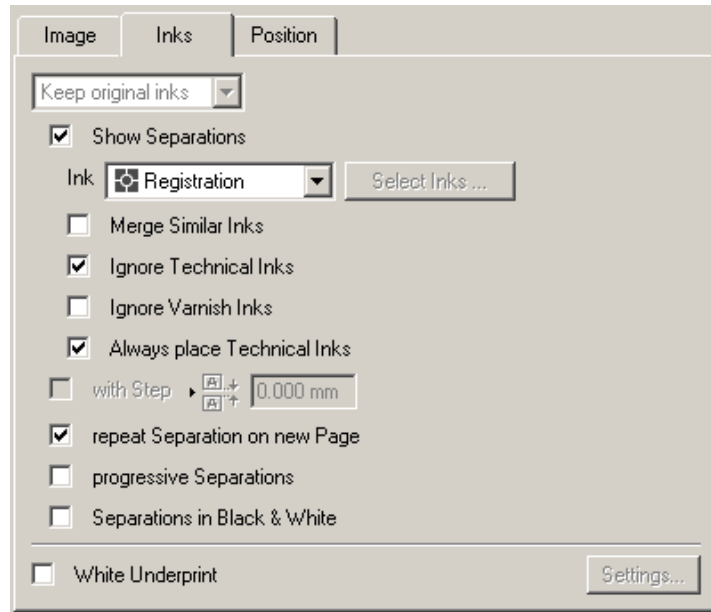 Image Inks Position
Keep original inks
Show Separations
Ink Registration Select Inks ...
Merge Similar Inks
Ignore Technical Inks
Ignore Varnish Inks
Always place Technical Inks
with Step A A 0.000 mm
repeat Separation on new Page
progressive Separations
Separations in Black & White
White Underprint Settings...